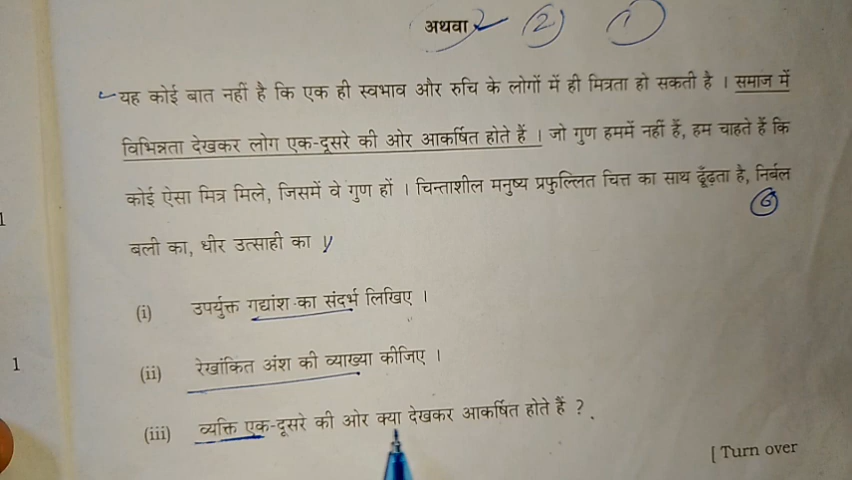 अथवा (2) (1)
यह कोई बात नहीं है कि एक ही स्वभाव और रुचि के लोगों में ही मित्रता हो सकती है । समाज में
विभिन्नता देखकर लोग एक-दूसरे की ओर आकर्षित होते हैं । जो गुण हममें नहीं हैं, हम चाहते हैं कि
कोई ऐसा मित्र मिले, जिसमें वे गुण हों । चिन्ताशील मनुष्य प्रफुल्लित चित्त का साथ ढूँढ़ता है, निर्बल
बली का, धीर उत्साही का
(i) उपर्युक्त गद्यांश का संदर्भ लिखिए ।
1 (ii) रेखांकित अंश की व्याख्या कीजिए ।
(iii) व्यक्ति एक-दूसरे की ओर क्या देखकर आकर्षित होते हैं ?
[ Turn over